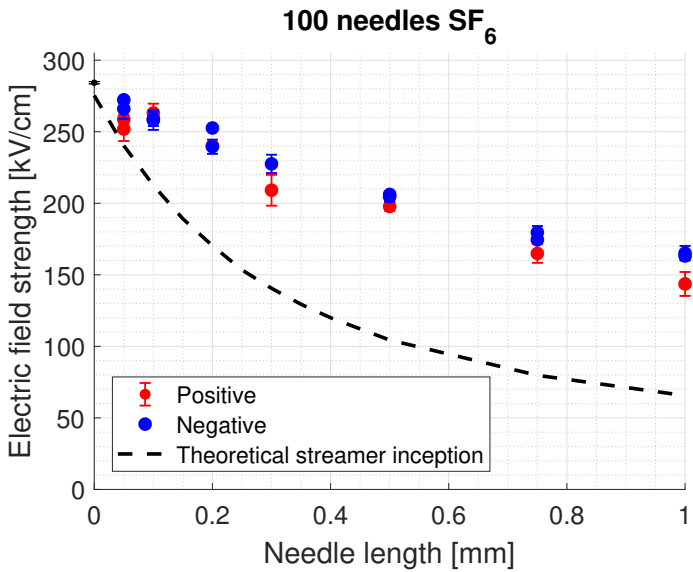 100 needles SF6
Electric field strength [kV/cm]
300
250
200
150
100
50
0
Positive
Negative
Theoretical streamer inception
0 0.2 0.4 0.6 0.8 1
Needle length [mm]